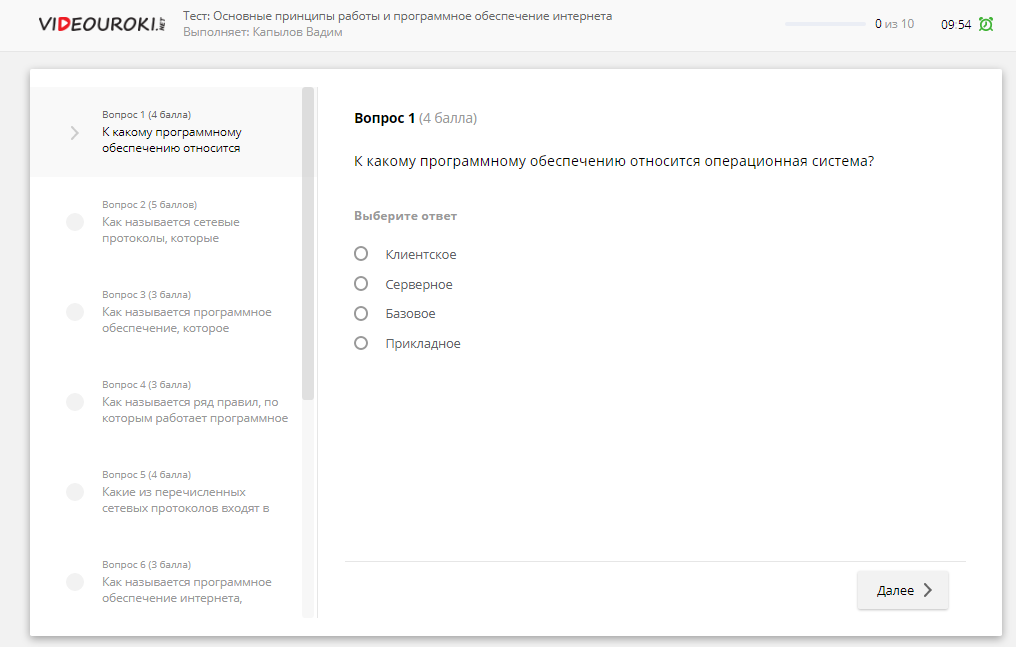 VIDEOUROKI.NET
Тест: Основные принципы работы и программное обеспечение интернета
Выполняет: Капылов Вадим
0 из 10
09:54
Вопрос 1 (4 балла)
К какому программному
обеспечению относится
Вопрос 2 (5 баллов)
Как называется сетевые
протоколы, которые
Вопрос 3 (3 балла)
Как называется программное
обеспечение, которое
Вопрос 4 (3 балла)
Как называется ряд правил, по
которым работает программное
Вопрос 5 (4 балла)
Какие из перечисленных
сетевых протоколов входят в
Вопрос 6 (3 балла)
Как называется программное
обеспечение интернета,
Вопрос 1 (4 балла)
К какому программному обеспечению относится операционная система?
Выберите ответ
Клиентское
Серверное
Базовое
Прикладное
Далее